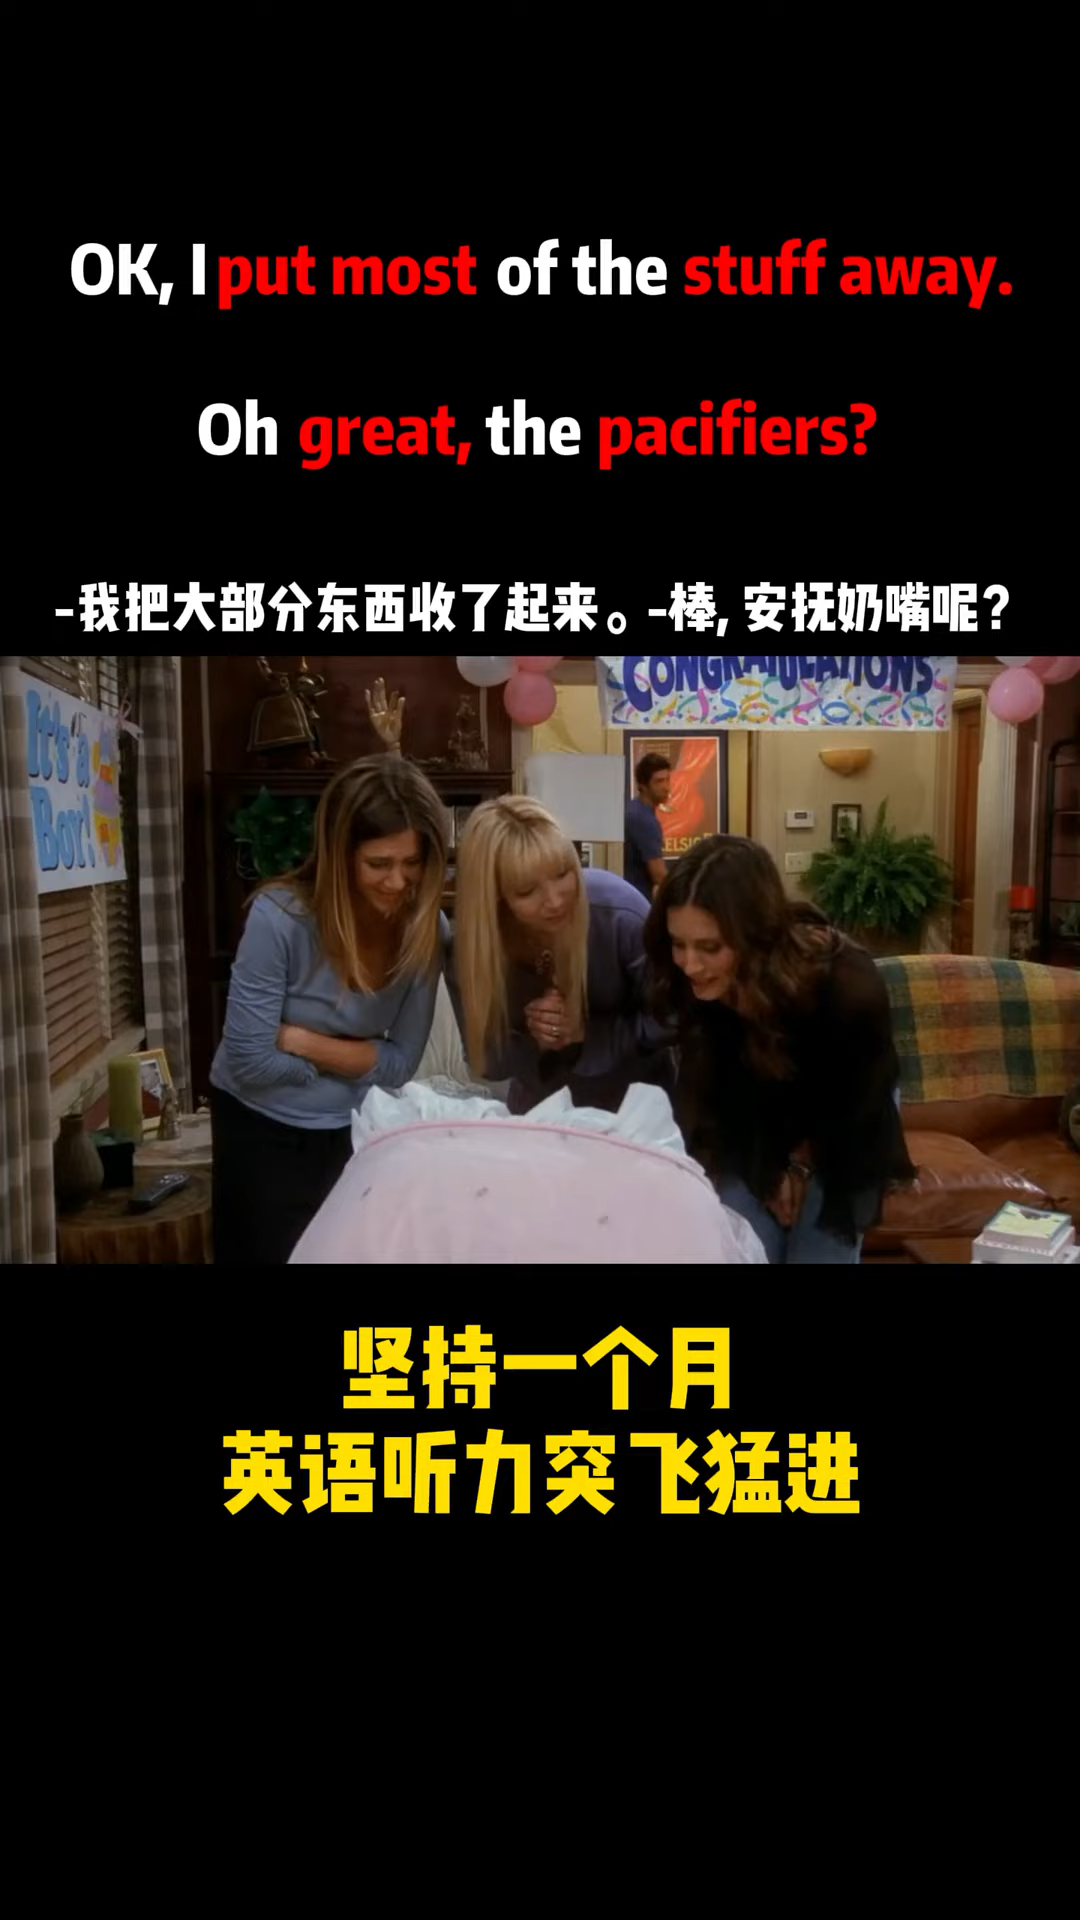 OK, I put most of the stuff away.
Oh great, the pacifiers?
-我把大部分东西收了起来。-棒, 安抚奶嘴呢?
CONGRATULATIONS
It's a
Boy!
坚持一个月
英语听力突飞猛进